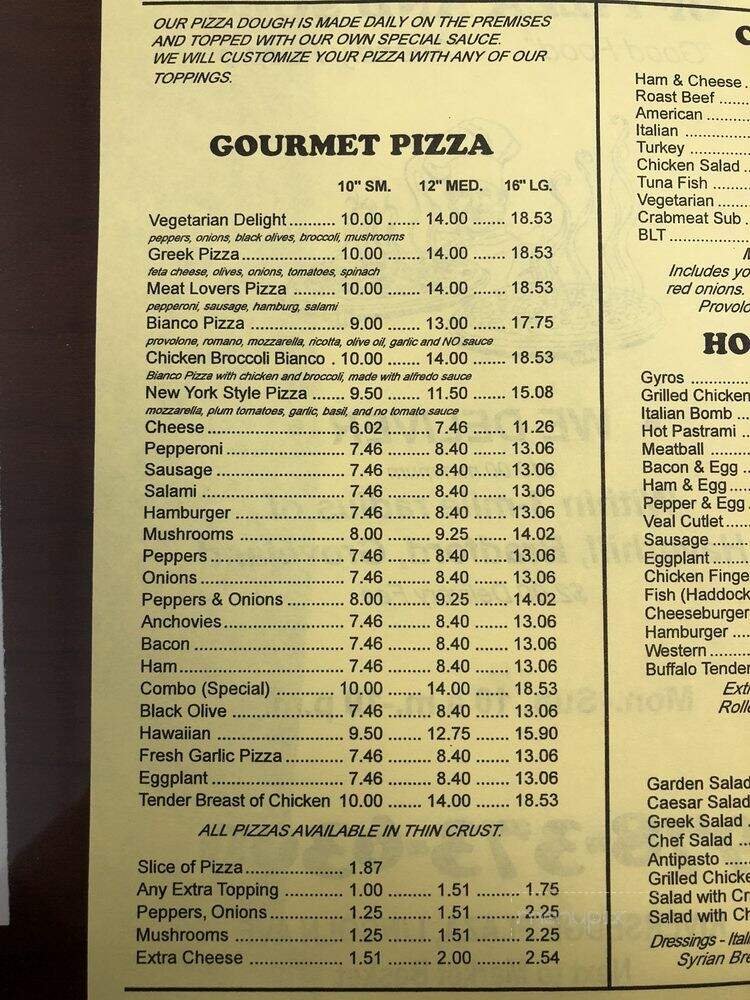 OUR PIZZA DOUGH IS MADE DAILY ON THE PREMISES
AND TOPPED WITH OUR OWN SPECIAL SAUCE.
WE WILL CUSTOMIZE YOUR PIZZA WITH ANY OF OUR
TOPPINGS.
GOURMET PIZZA
10" SM. 12" MED. 16" LG.
Vegetarian Delight.......... 10.00 ....... 14.00 ....... 18.53
peppers, onions, black olives, broccoli, mushrooms
Greek Pizza..................... 10.00 ....... 14.00 ....... 18.53
feta cheese, olives, onions, tomatoes, spinach
Meat Lovers Pizza .......... 10.00 ....... 14.00 ....... 18.53
pepperoni, sausage, hamburg, salami
Bianco Pizza .................... 9.00 ....... 13.00 ....... 17.75
provolone, romano, mozzarella, ricotta, olive oil, garlic and NO sauce
Chicken Broccoli Bianco . 10.00 ....... 14.00 ....... 18.53
Bianco Pizza with chicken and broccoli, made with alfredo sauce
New York Style Pizza ....... 9.50 ....... 11.50 ....... 15.08
mozzarella, plum tomatoes, garlic, basil, and no tomato sauce
Cheese.............................. 6.02 ......... 7.46 ....... 11.26
Pepperoni.......................... 7.46 ......... 8.40 ....... 13.06
Sausage ........................... 7.46 ......... 8.40 ....... 13.06
Salami ............................... 7.46 ......... 8.40 ....... 13.06
Hamburger ........................ 7.46 ......... 8.40 ....... 13.06
Mushrooms ...................... 8.00 ......... 9.25 ....... 14.02
Peppers............................. 7.46 ......... 8.40 ....... 13.06
Onions ............................... 7.46 ......... 8.40 ....... 13.06
Peppers & Onions ............. 8.00 ......... 9.25 ....... 14.02
Anchovies.......................... 7.46 ......... 8.40 ....... 13.06
Bacon ................................ 7.46 ......... 8.40 ....... 13.06
Ham................................... 7.46 ......... 8.40 ....... 13.06
Combo (Special) ............. 10.00 ....... 14.00 ....... 18.53
Black Olive ........................ 7.46 ......... 8.40 ....... 13.06
Hawaiian ........................... 9.50 ....... 12.75 ....... 15.90
Fresh Garlic Pizza............. 7.46 ......... 8.40 ....... 13.06
Eggplant ............................ 7.46 ......... 8.40 ....... 13.06
Tender Breast of Chicken 10.00 ....... 14.00 ....... 18.53
ALL PIZZAS AVAILABLE IN THIN CRUST.
Slice of Pizza..................... 1.87
Any Extra Topping ............ 1.00 ......... 1.51 ......... 1.75
Peppers, Onions................ 1.25 ......... 1.51 ......... 2.25
Mushrooms ...................... 1.25 ......... 1.51 ......... 2.25
Extra Cheese .................... 1.51 ......... 2.00 ......... 2.54
Ham & Cheese
Roast Beef ......
American .........
Italian ..............
Turkey ............
Chicken Salad ..
Tuna Fish ........
Vegetarian .......
Crabmeat Sub .
BLT .................
Includes yo
red onions.
Provolo
HO
Gyros .............
Grilled Chicken
Italian Bomb ...
Hot Pastrami ..
Meatball .........
Bacon & Egg ..
Ham & Egg.....
Pepper & Egg.
Veal Cutlet......
Sausage .........
Eggplant.........
Chicken Finge
Fish (Haddock
Cheeseburger
Hamburger ....
Western .........
Buffalo Tender
Ext
Rolle
Garden Salad
Caesar Salad
Greek Salad .
Chef Salad ...
Antipasto .....
Grilled Chicke
Salad with Cr
Salad with Ch
Dressings - Itali
Syrian Bre